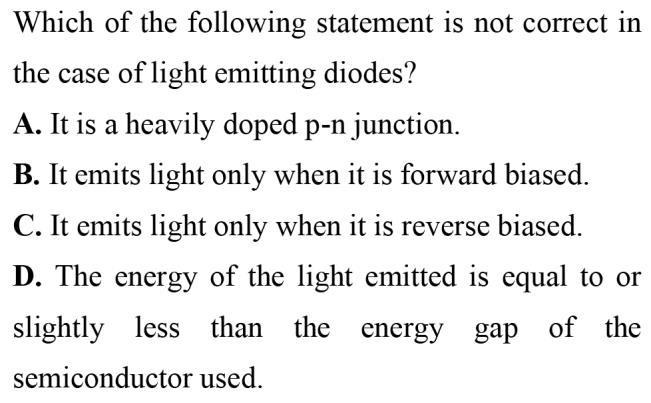 Which of the following statement is not correct in
the case of light emitting diodes?
A. It is a heavily doped p-n junction.
B. It emits light only when it is forward biased.
C. It emits light only when it is reverse biased.
D. The energy of the light emitted is equal to or
slightly less than the energy gap of the
semiconductor used.